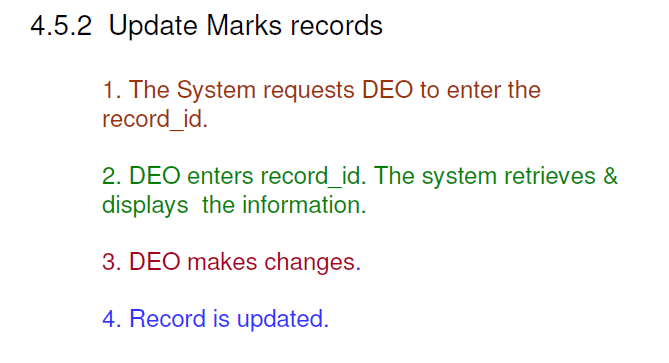 4.5.2 Update Marks records
1. The System requests DEO to enter the
record_id.
2. DEO enters record_id. The system retrieves &
displays the information.
3. DEO makes changes.
4. Record is updated.